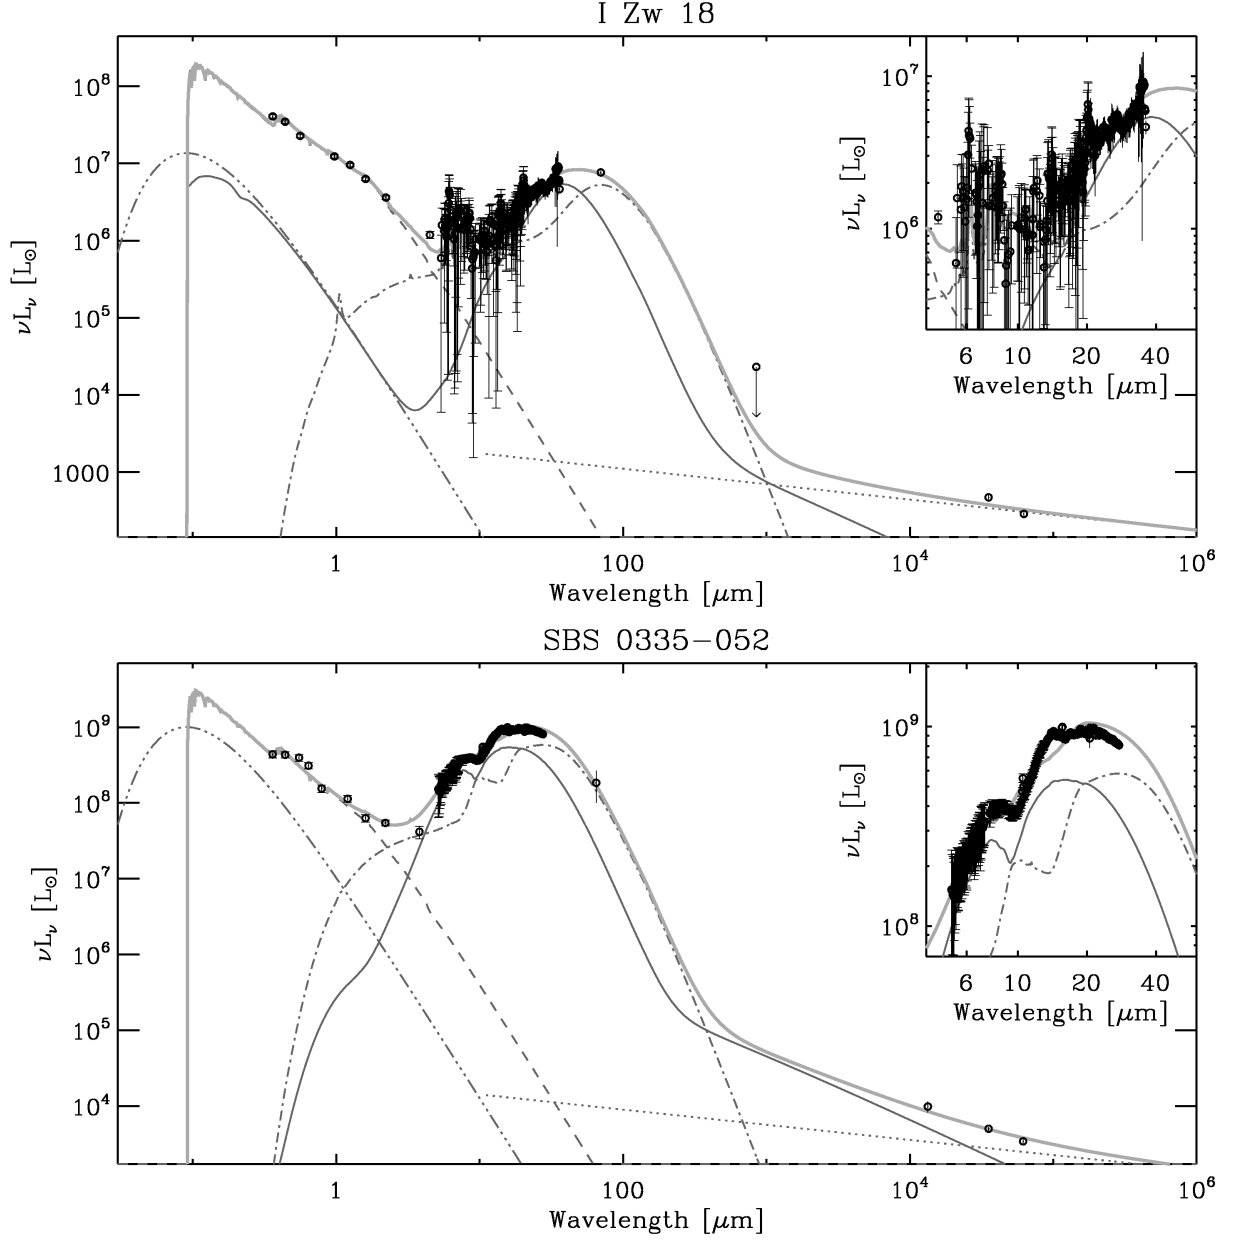 I Zw 18
10⁸
10⁷
10⁶
10⁵
10⁴
1000
νLν [L⊙]
1
100
10⁴
10⁶
Wavelength [μm]
10⁷
10⁶
νLν [L⊙]
6 10 20 40
Wavelength [μm]
SBS 0335−052
10⁹
10⁸
10⁷
10⁶
10⁵
10⁴
νLν [L⊙]
1
100
10⁴
10⁶
Wavelength [μm]
10⁹
10⁸
νLν [L⊙]
6 10 20 40
Wavelength [μm]